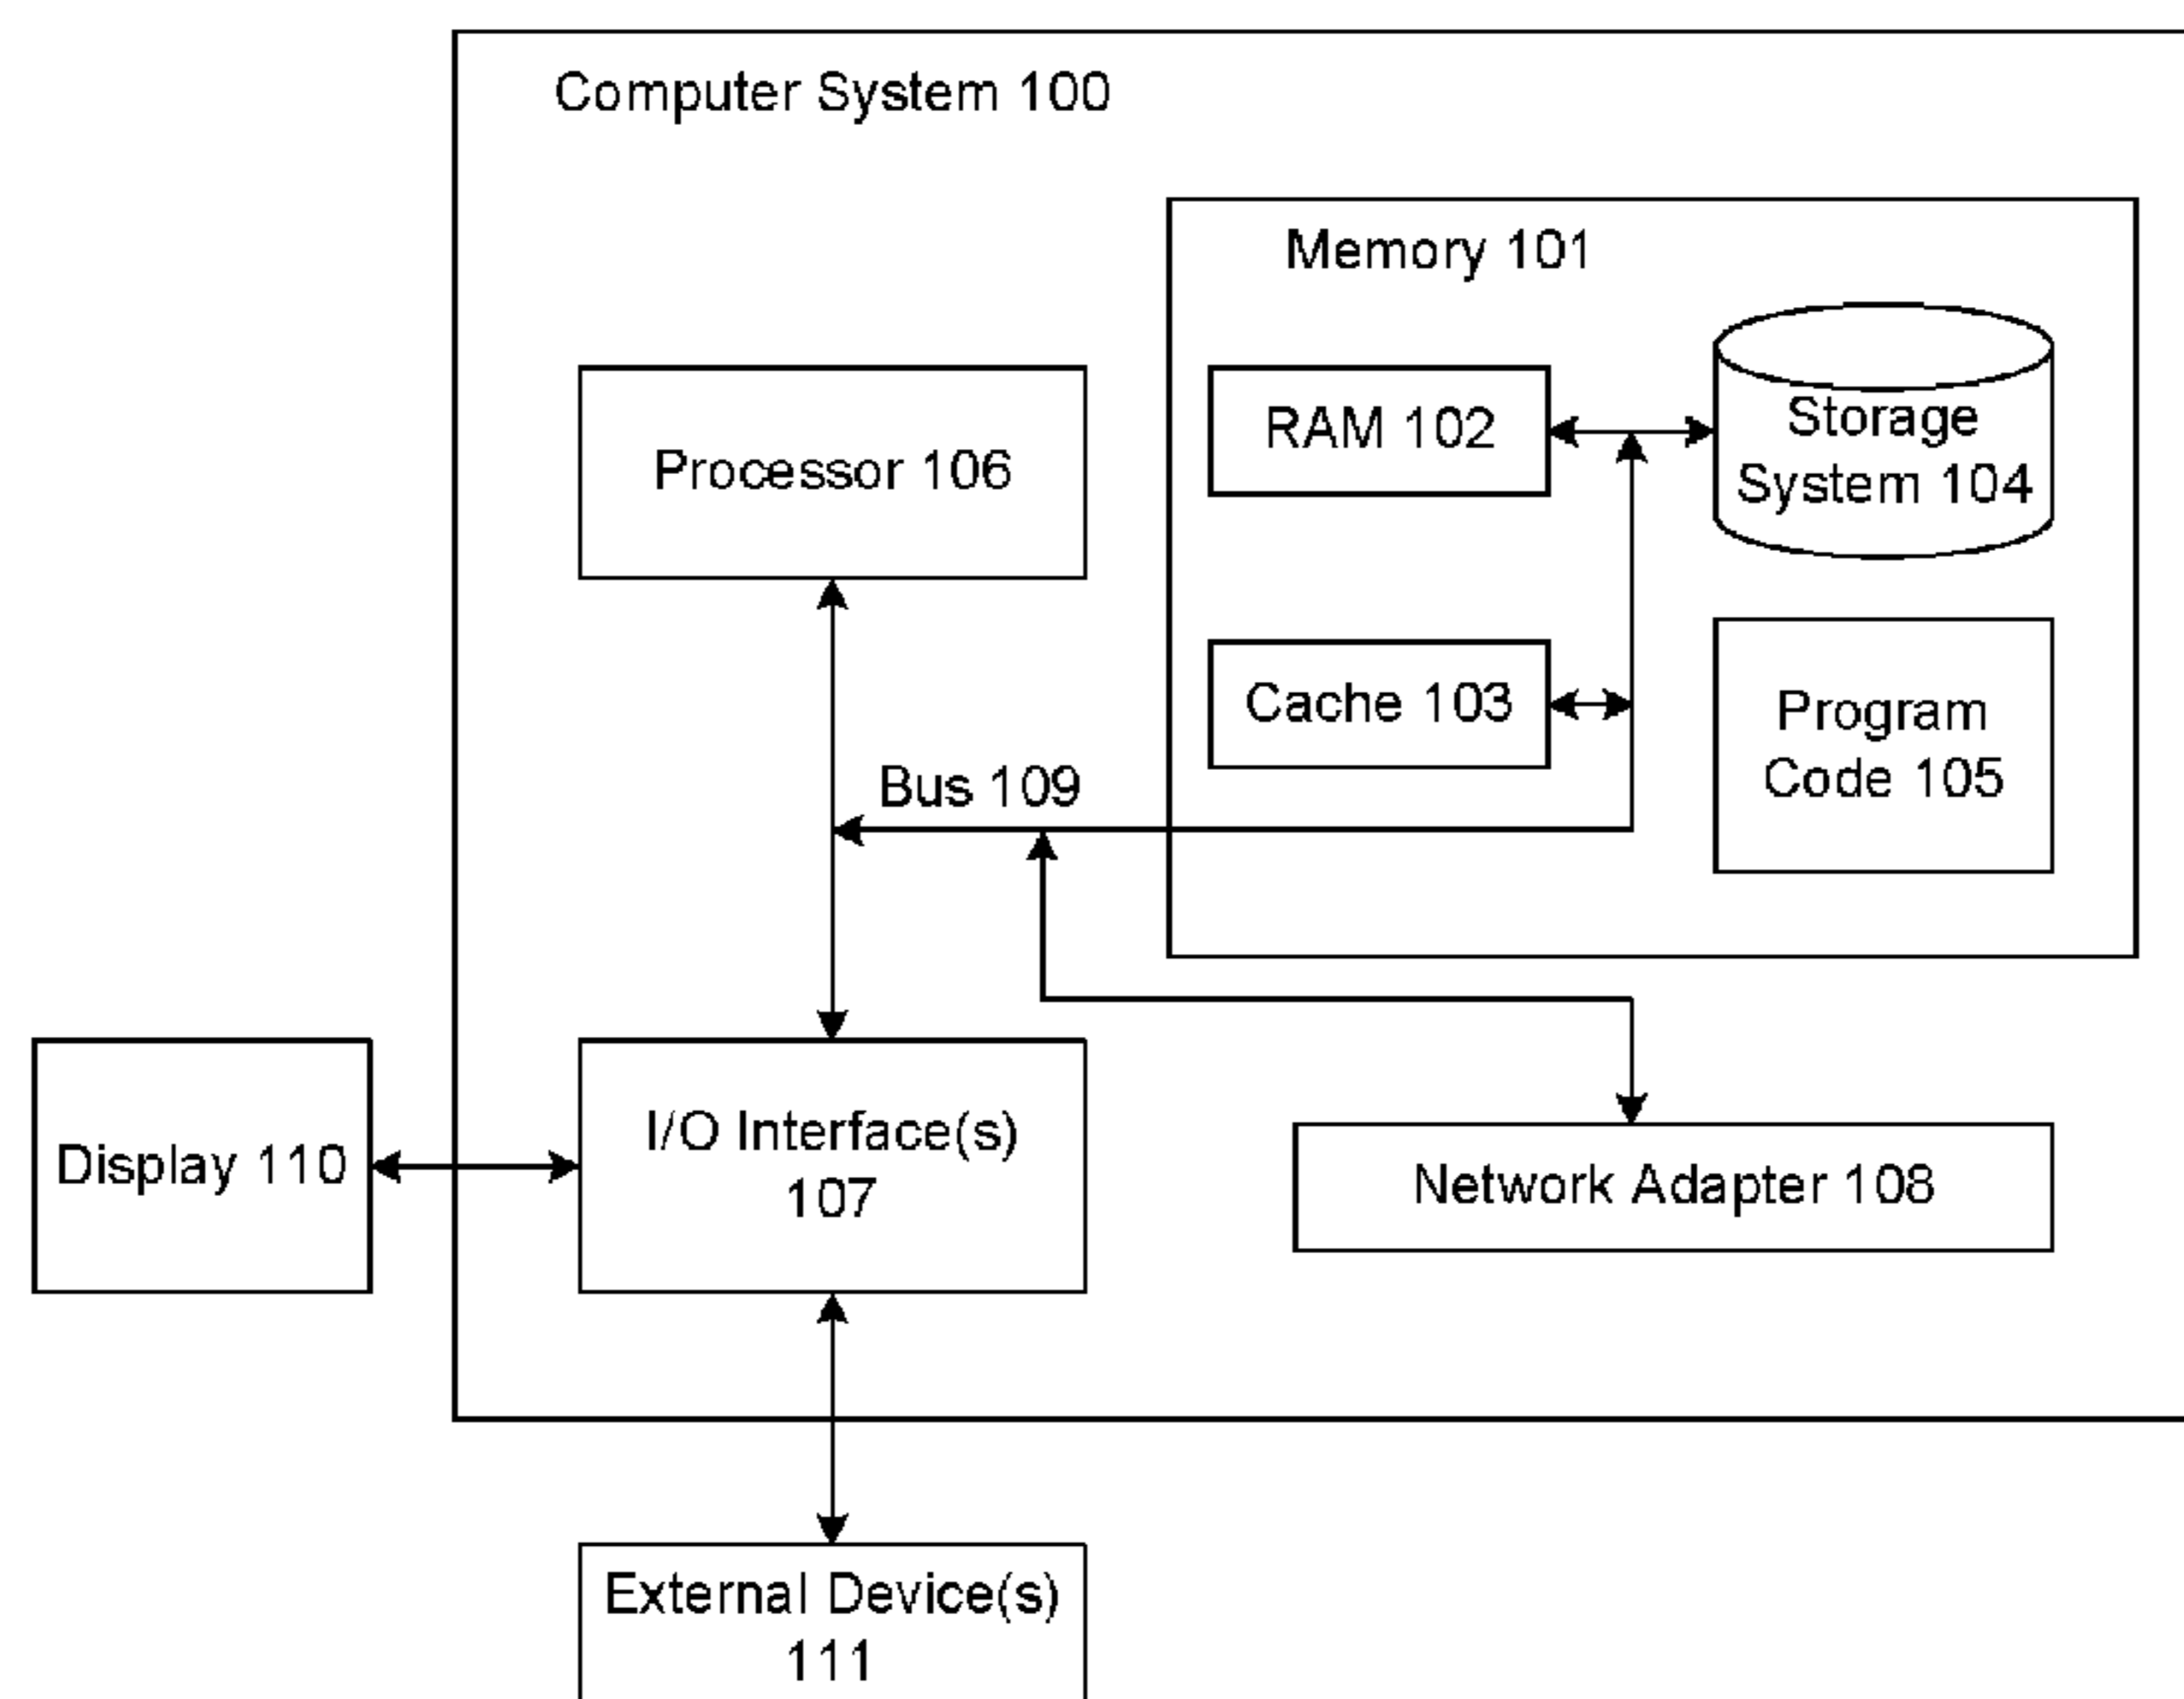 Computer System 100
Memory 101
RAM 102
Storage
System 104
Processor 106
Cache 103
Program
Code 105
Bus 109
Display 110
I/O Interface(s)
107
Network Adapter 108
External Device(s)
111